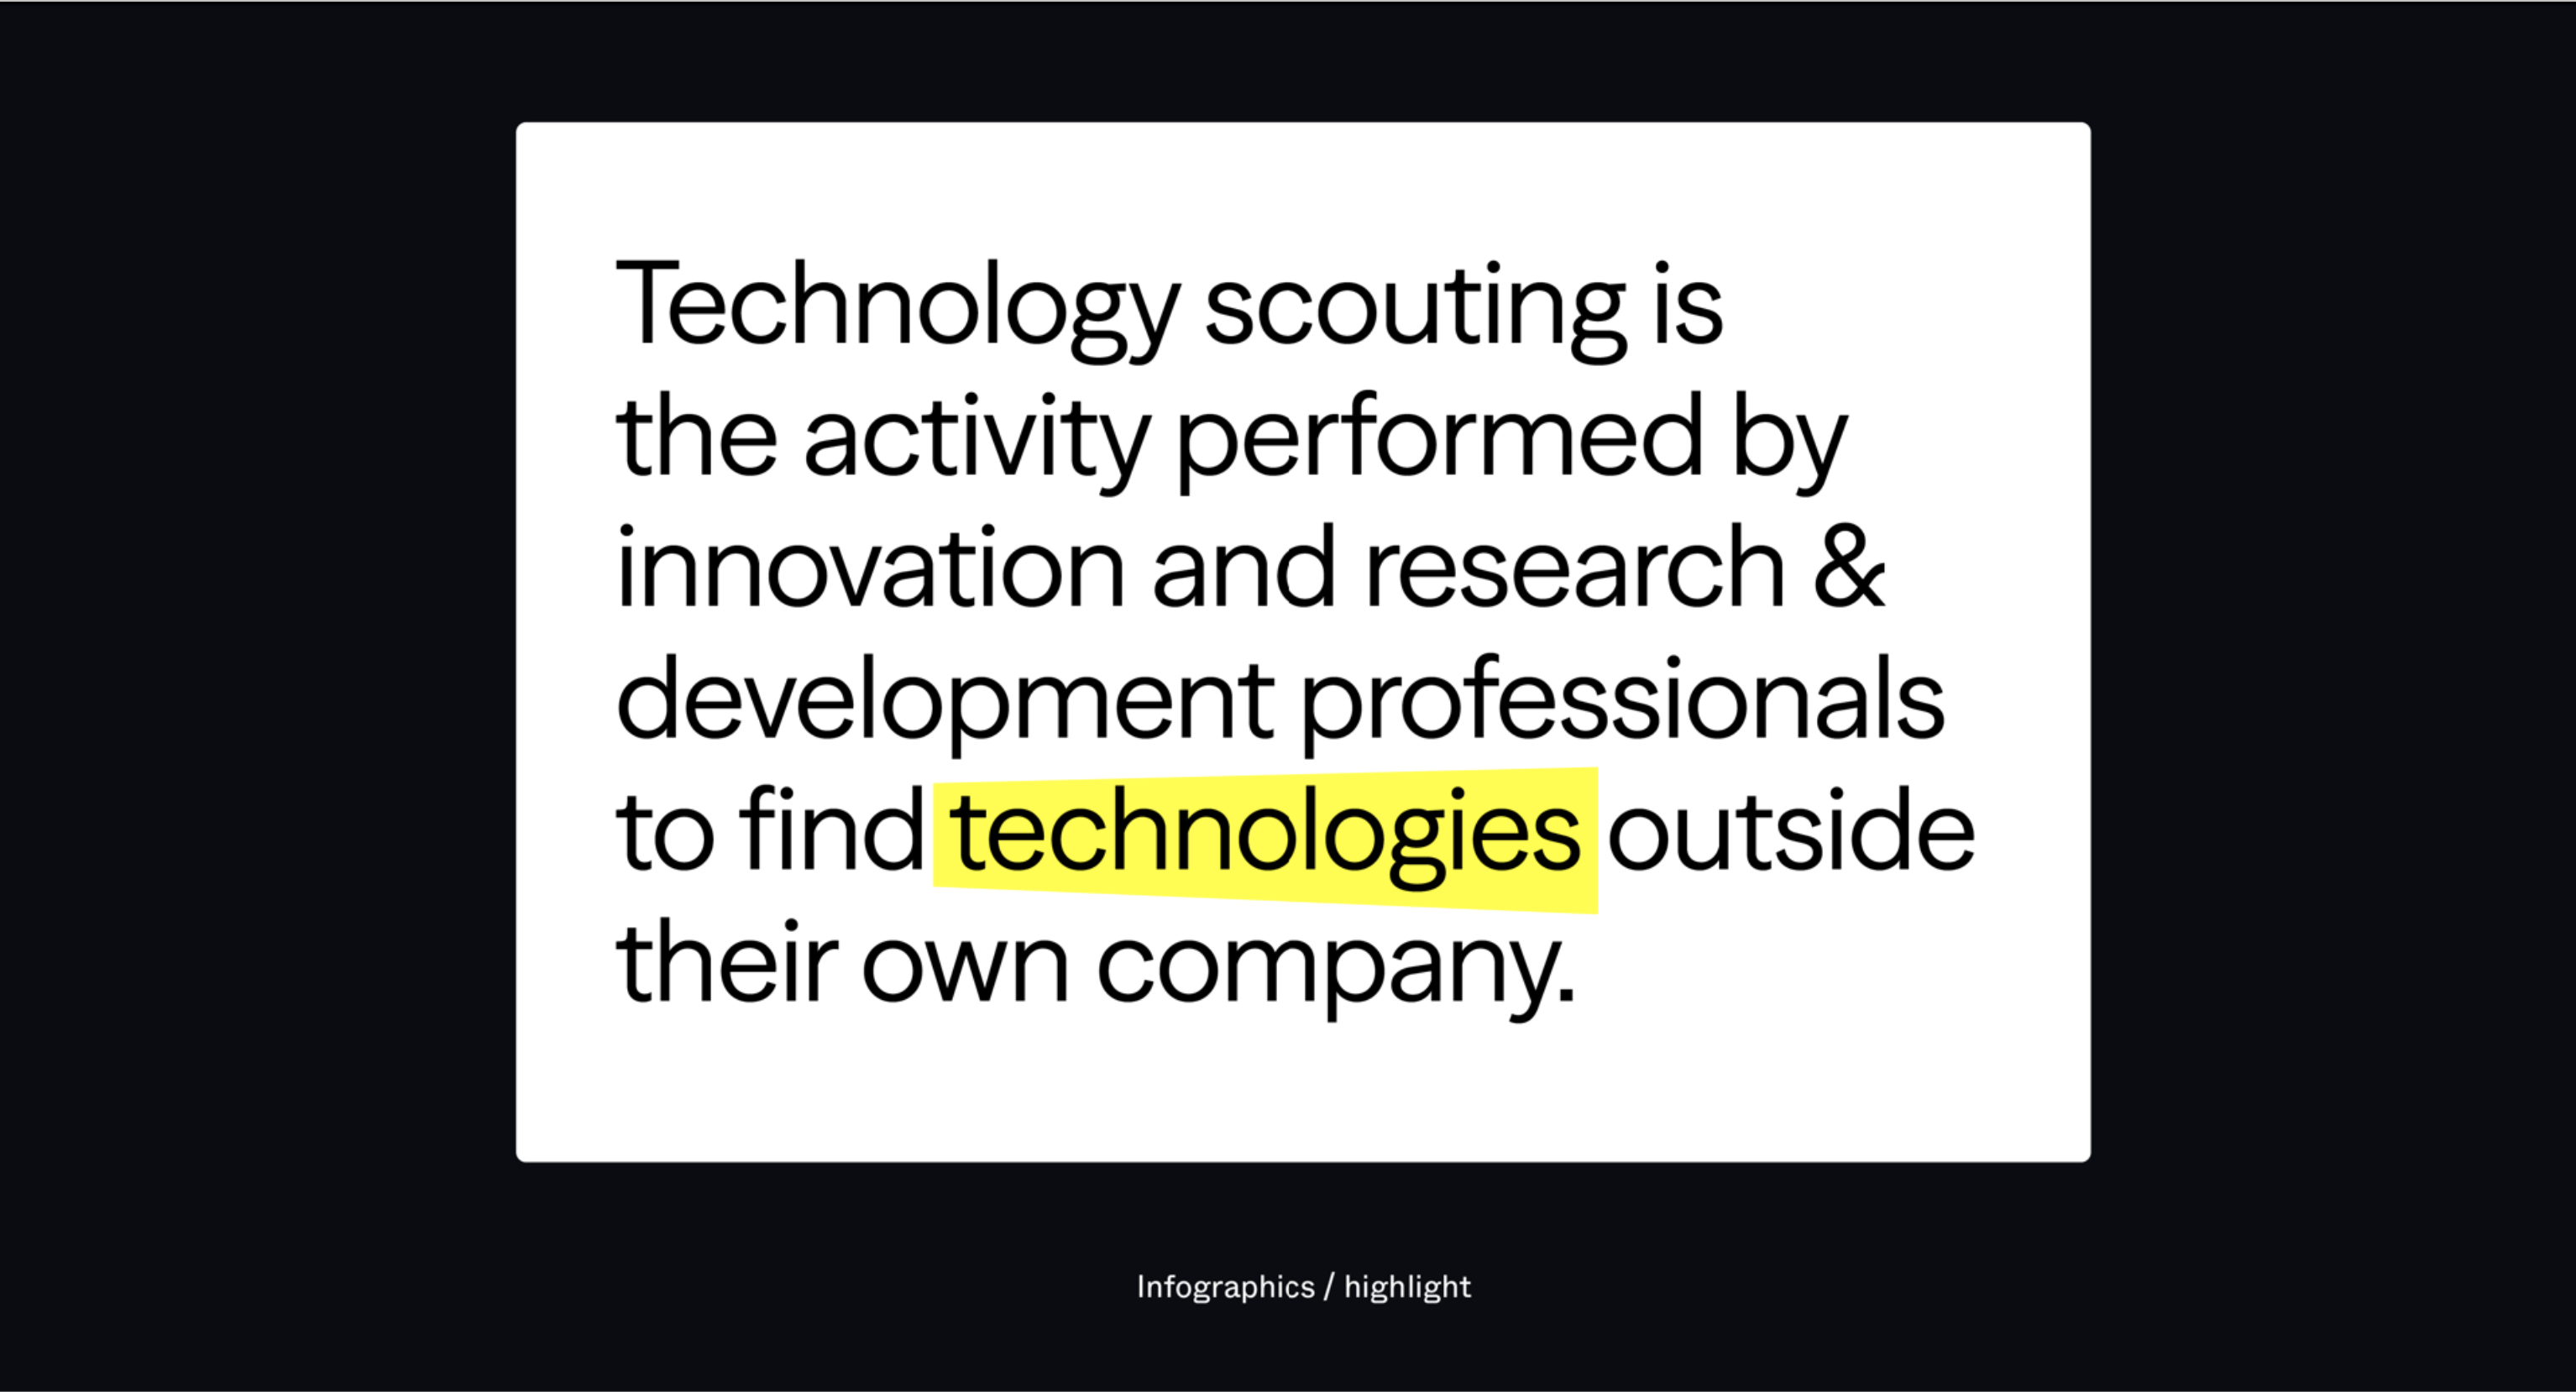 Technology scouting is
the activity performed by
innovation and research &
development professionals
to find technologies outside
their own company.
Infographics / highlight